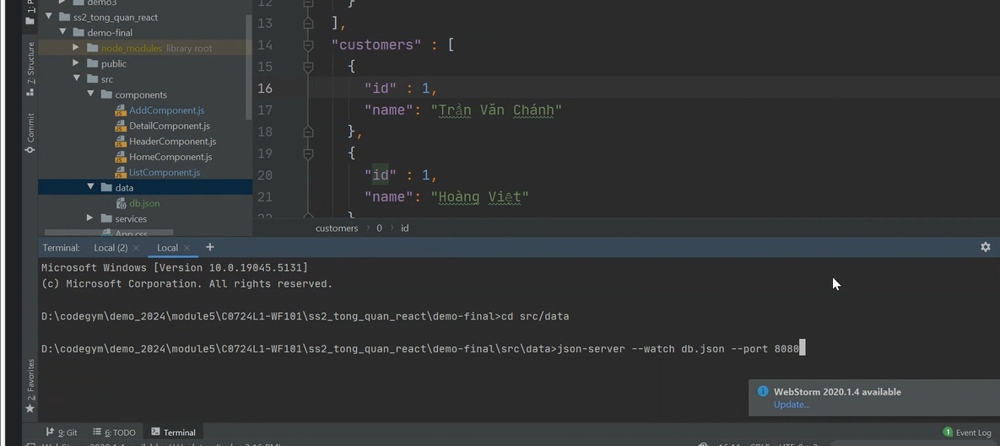 1: P
demo3
ss2_tong_quan_react
demo-final
node_modules library root
public
src
components
AddComponent.js
DetailComponent.js
HeaderComponent.js
HomeComponent.js
ListComponent.js
data
db.json
services
App.css
7: Structure
Commit
2: Favorites
12 }
13 ],
14 "customers" : [
15 {
16 "id" : 1,
17 "name": "Trần Văn Chánh"
18 },
19 {
20 "id" : 1,
21 "name": "Hoàng Việt"
22 }
customers › 0 › id
Terminal: Local (2) × Local × +
Microsoft Windows [Version 10.0.19045.5131]
(c) Microsoft Corporation. All rights reserved.
D:\codegym\demo_2024\module5\C0724L1-WF101\ss2_tong_quan_react\demo-final>cd src/data
D:\codegym\demo_2024\module5\C0724L1-WF101\ss2_tong_quan_react\demo-final\src\data>json-server --watch db.json --port 8080
WebStorm 2020.1.4 available
Update...
9: Git 6: TODO Terminal
1 Event Log